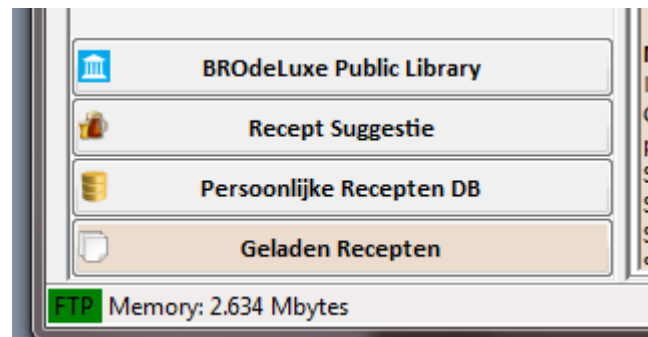 BROdeLuxe Public Library
Recept Suggestie
Persoonlijke Recepten DB
Geladen Recepten
FTP Memory: 2.634 Mbytes